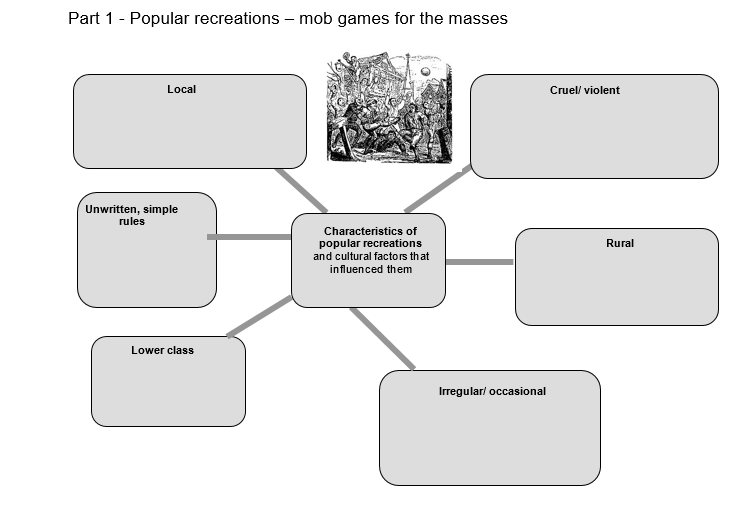 Part 1 - Popular recreations – mob games for the masses
Local
Cruel/ violent
Unwritten, simple
rules
Characteristics of
popular recreations
and cultural factors that
influenced them
Rural
Lower class
Irregular/ occasional